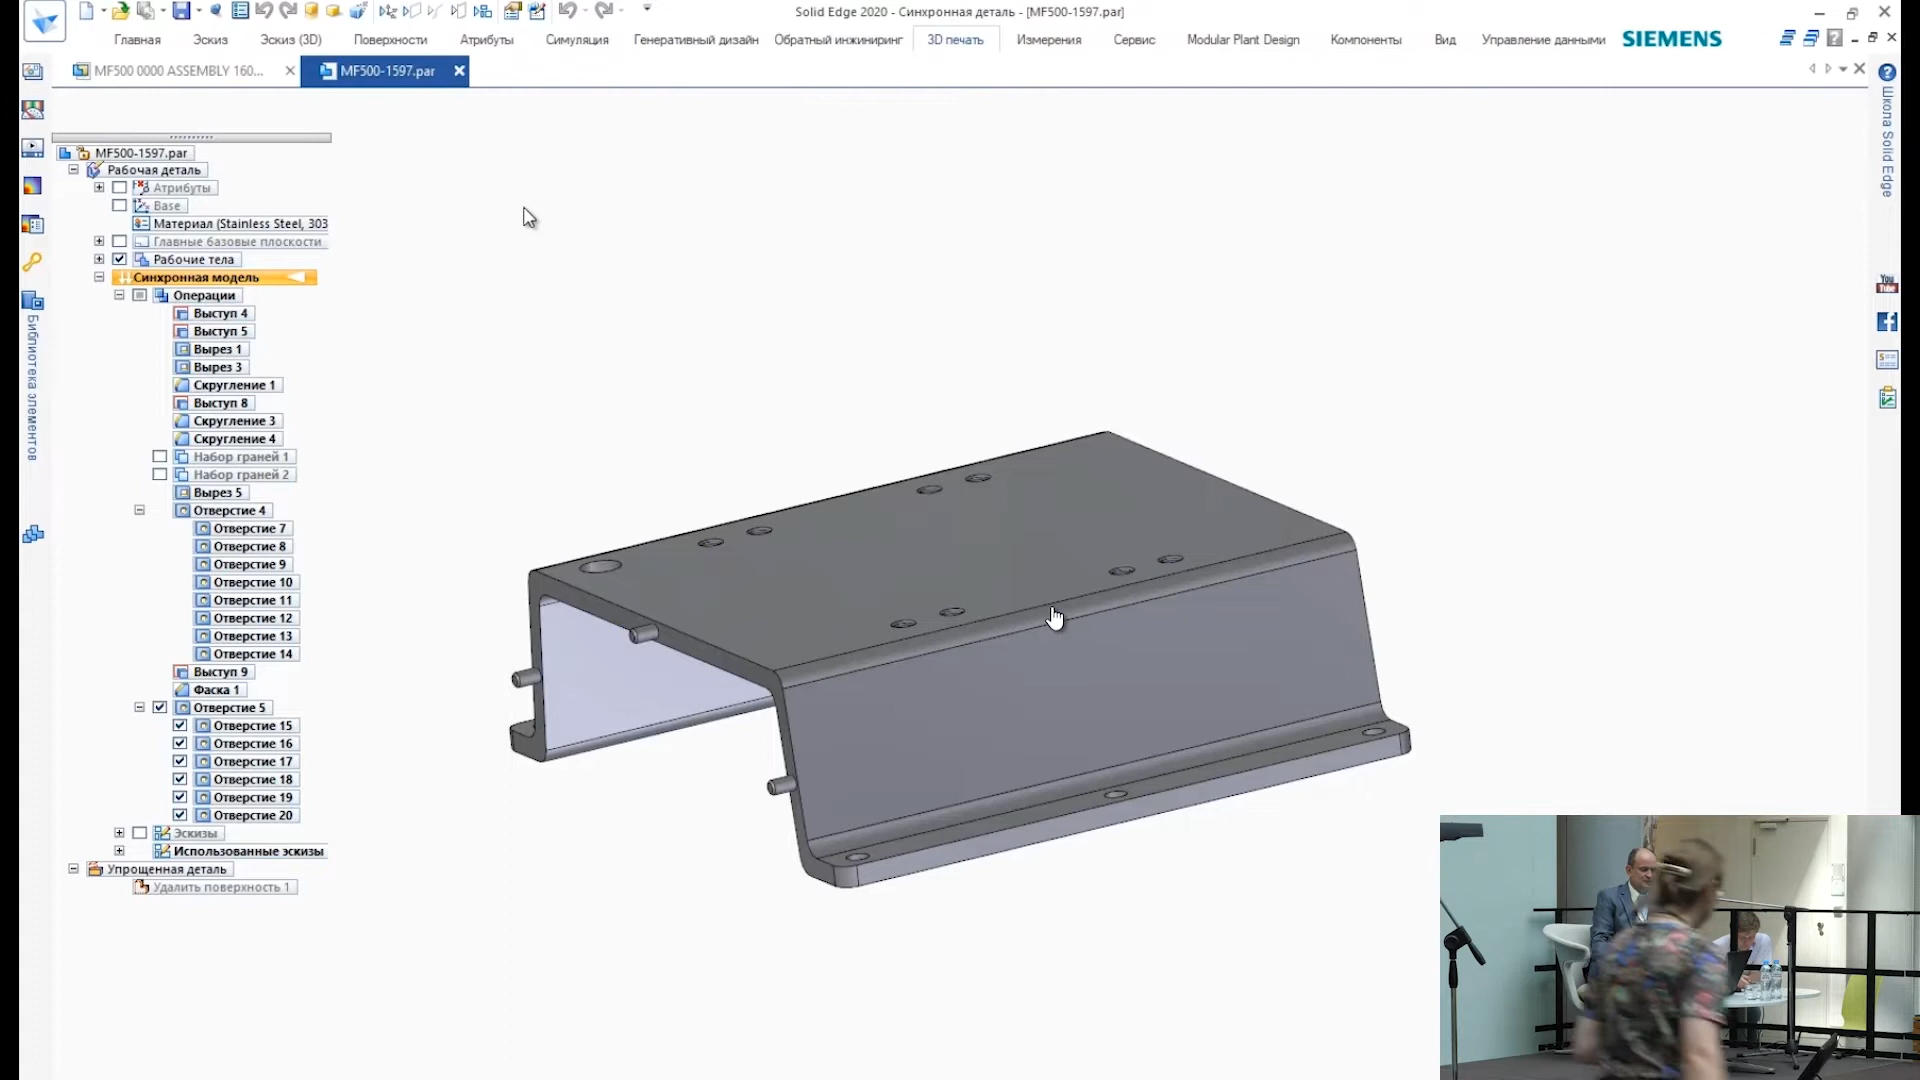 Solid Edge 2020 - Синхронная деталь - [MF500-1597.par]
Главная Эскиз Эскиз (3D) Поверхности Атрибуты Симуляция Генеративный дизайн Обратный инжиниринг 3D печать Измерения Сервис Modular Plant Design Компоненты Вид Управление данными SIEMENS
MF500 0000 ASSEMBLY 160... MF500-1597.par
Школа Solid Edge
You
Tube
Библиотека элементов
MF500-1597.par
Рабочая деталь
Атрибуты
Base
Материал (Stainless Steel, 303
Главные базовые плоскости
Рабочие тела
Синхронная модель
Операции
Выступ 4
Выступ 5
Вырез 1
Вырез 3
Скругление 1
Выступ 8
Скругление 3
Скругление 4
Набор граней 1
Набор граней 2
Вырез 5
Отверстие 4
Отверстие 7
Отверстие 8
Отверстие 9
Отверстие 10
Отверстие 11
Отверстие 12
Отверстие 13
Отверстие 14
Выступ 9
Фаска 1
Отверстие 5
Отверстие 15
Отверстие 16
Отверстие 17
Отверстие 18
Отверстие 19
Отверстие 20
Эскизы
Использованные эскизы
Упрощенная деталь
Удалить поверхность 1